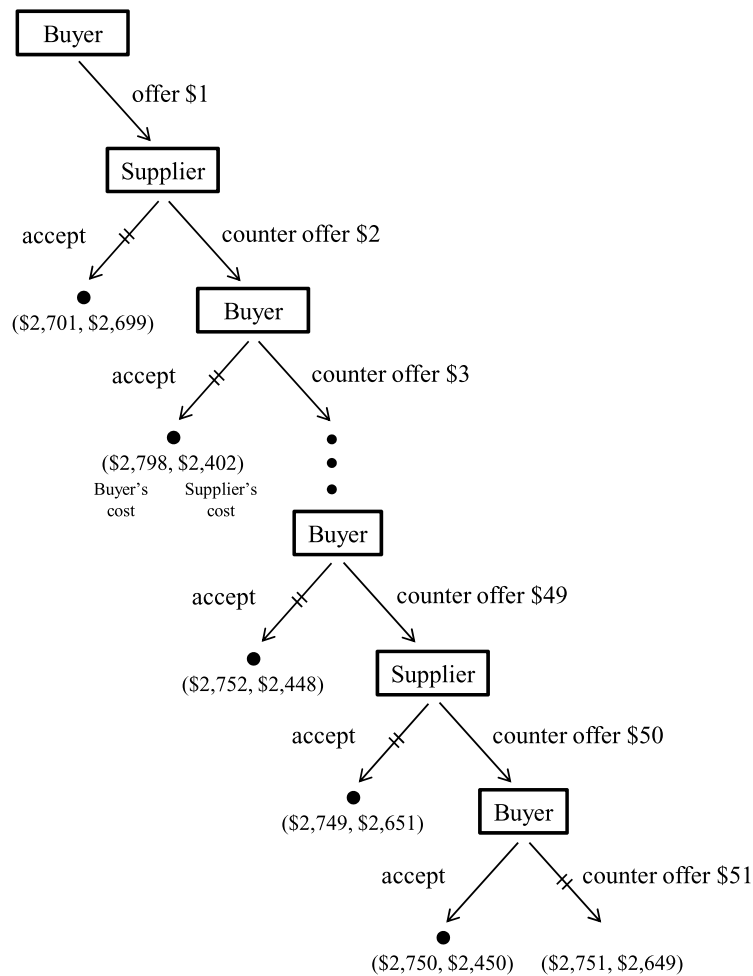 Buyer
offer $1
Supplier
accept
counter offer $2
($2,701, $2,699)
Buyer
accept
counter offer $3
($2,798, $2,402)
Buyer's Supplier's
cost cost
Buyer
accept
counter offer $49
($2,752, $2,448)
Supplier
accept
counter offer $50
($2,749, $2,651)
Buyer
accept
counter offer $51
($2,750, $2,450) ($2,751, $2,649)